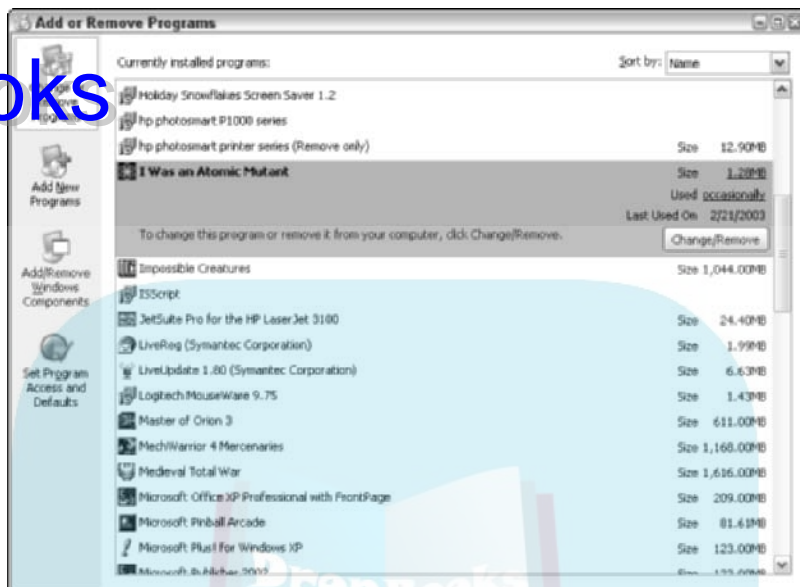 Add or Remove Programs
Currently installed programs:
Sort by: Name
oks
Programs
Add New
Programs
Add/Remove
Windows
Components
Set Program
Access and
Defaults
Holiday Snowflakes Screen Saver 1.2
hp photosmart P1000 series
hp photosmart printer series (Remove only) Size 12.90MB
I Was an Atomic Mutant Size 1.28MB
Used occasionally
Last Used On 2/21/2003
To change this program or remove it from your computer, click Change/Remove. Change/Remove
Impossible Creatures Size 1,044.00MB
ISScript
JetSuite Pro for the HP LaserJet 3100 Size 24.40MB
LiveReg (Symantec Corporation) Size 1.99MB
LiveUpdate 1.80 (Symantec Corporation) Size 6.63MB
Logitech MouseWare 9.75 Size 1.43MB
Master of Orion 3 Size 611.00MB
MechWarrior 4 Mercenaries Size 1,168.00MB
Medieval Total War Size 1,616.00MB
Microsoft Office XP Professional with FrontPage Size 209.00MB
Microsoft Pinball Arcade Size 81.61MB
Microsoft Plus! for Windows XP Size 123.00MB
Microsoft Publisher 2002 Size 123.00MB